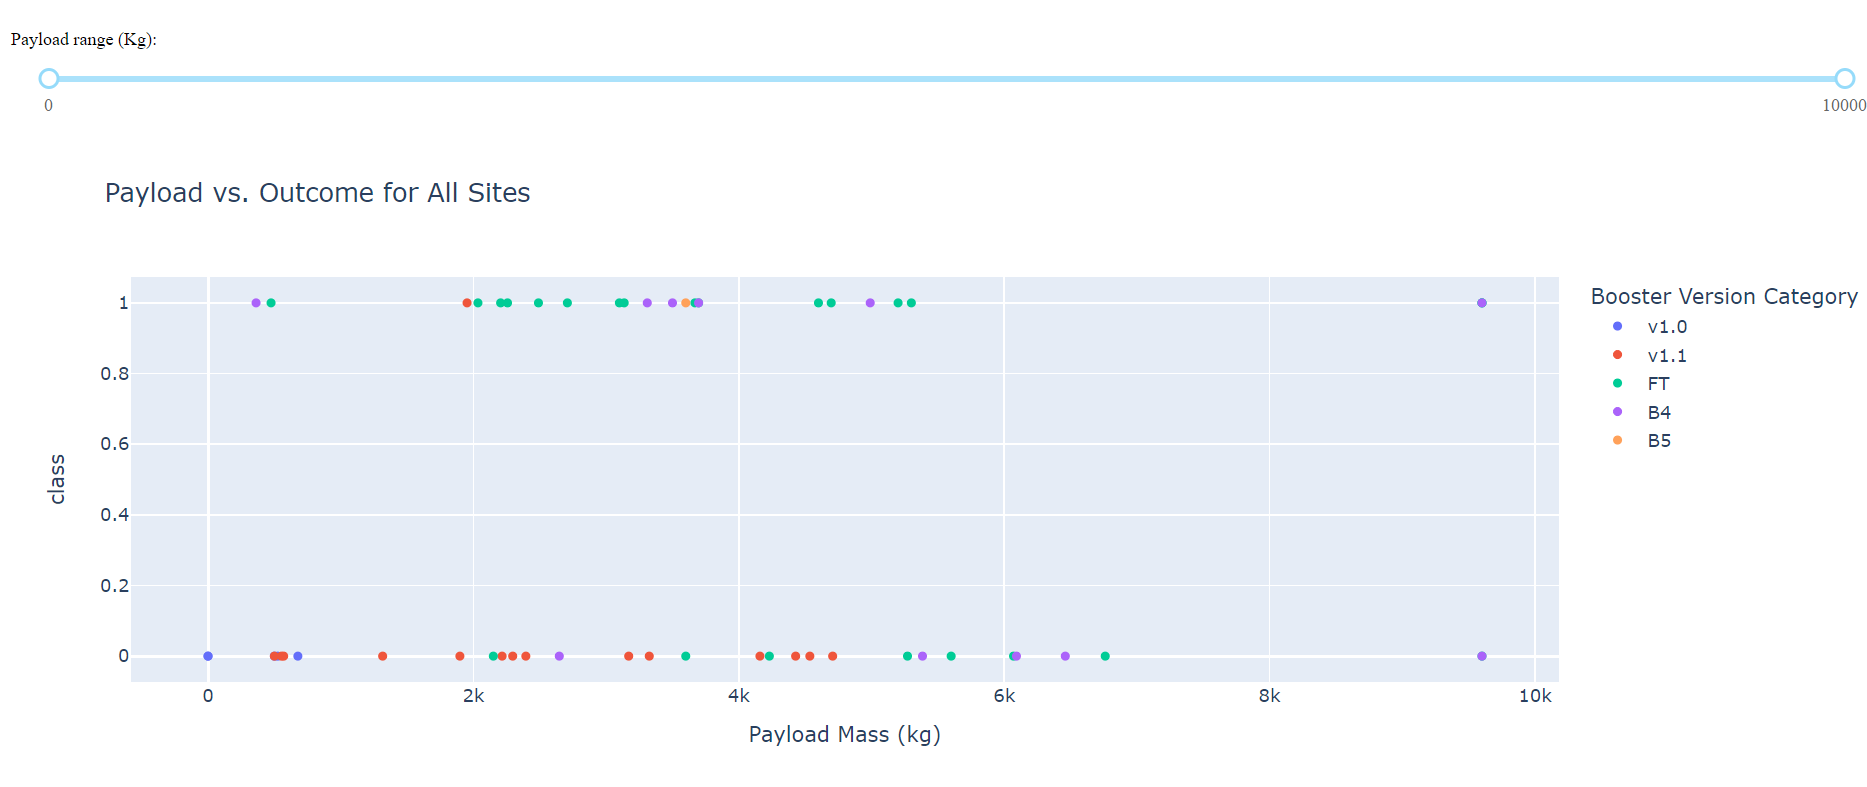 Payload range (Kg):
0 10000
Payload vs. Outcome for All Sites
Booster Version Category
v1.0
v1.1
FT
B4
B5
class
1
0.8
0.6
0.4
0.2
0
0 2k 4k 6k 8k 10k
Payload Mass (kg)